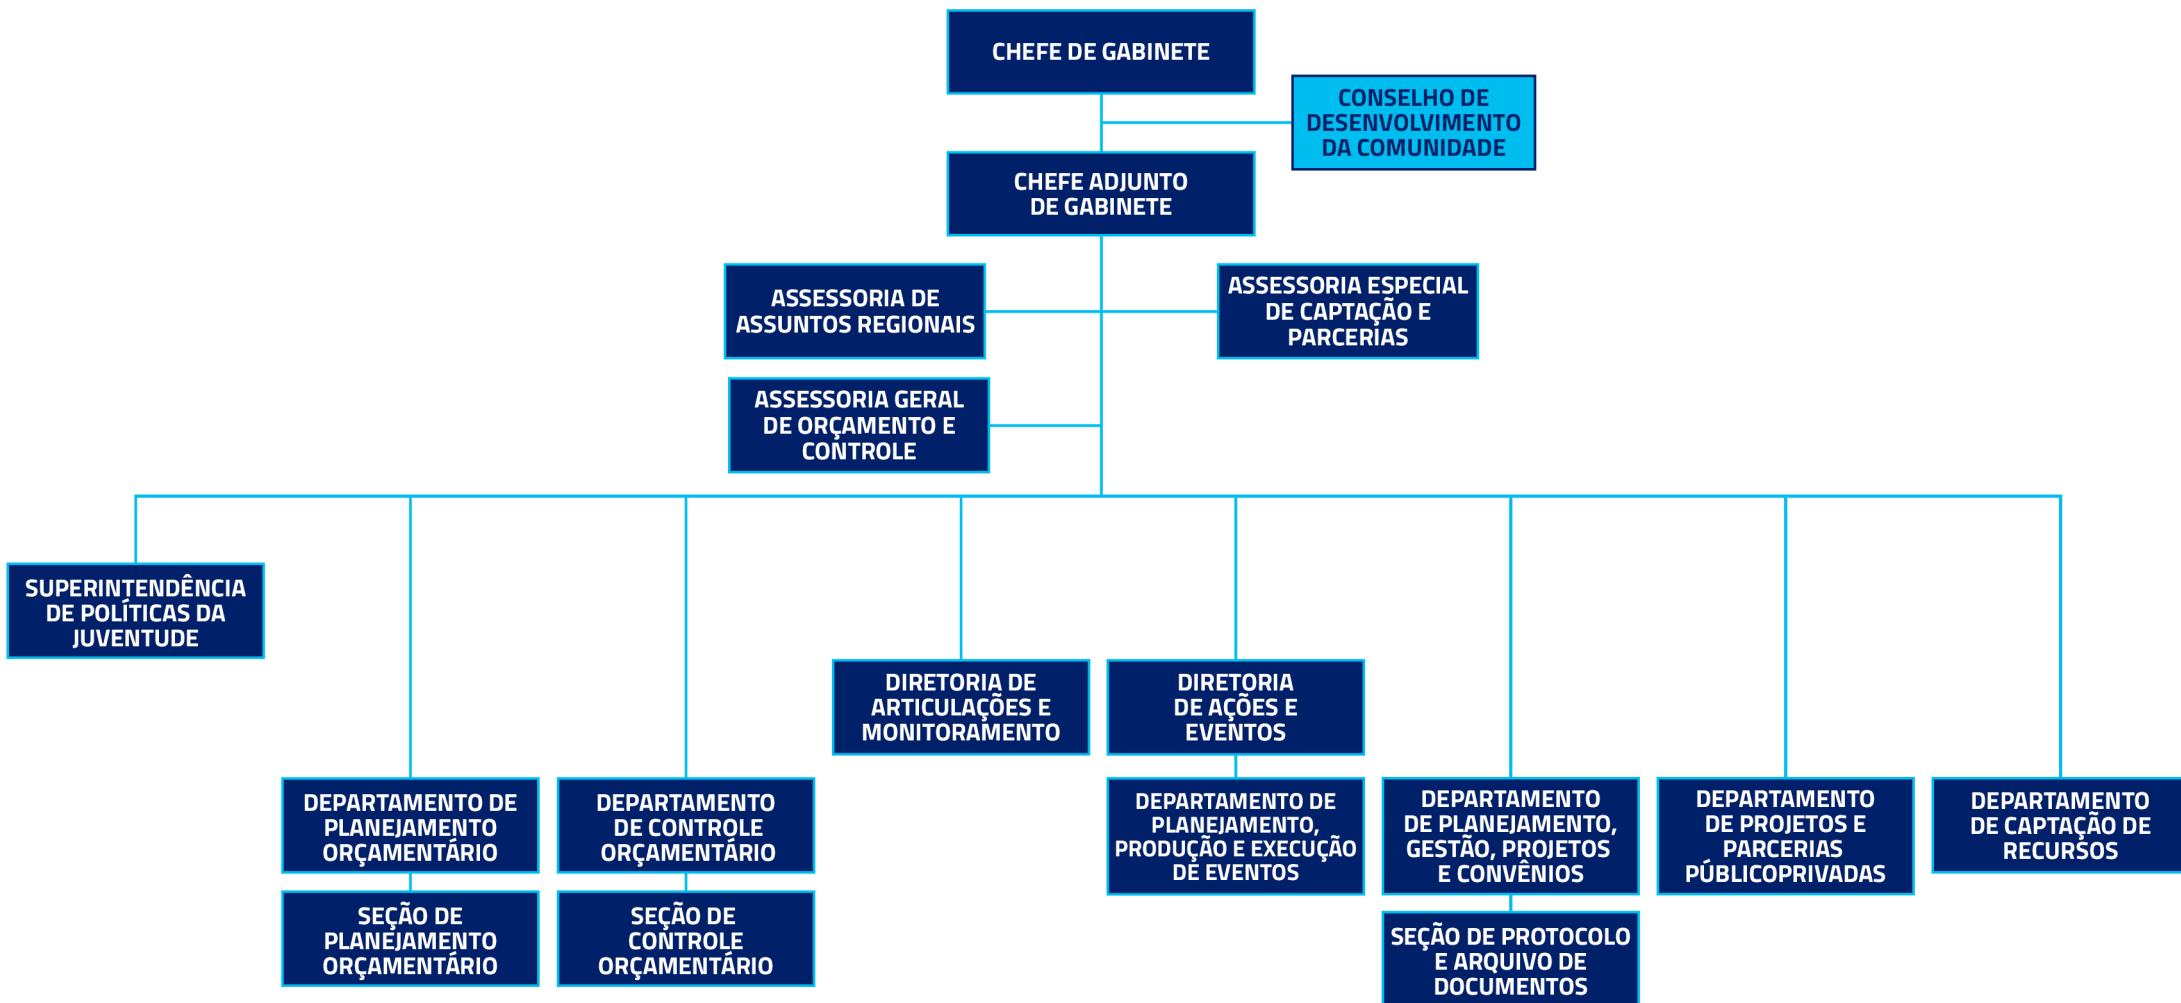 CHEFE DE GABINETE
CONSELHO DE
DESENVOLVIMENTO
DA COMUNIDADE
CHEFE ADJUNTO
DE GABINETE
ASSESSORIA DE
ASSUNTOS REGIONAIS
ASSESSORIA ESPECIAL
DE CAPTAÇÃO E
PARCERIAS
ASSESSORIA GERAL
DE ORÇAMENTO E
CONTROLE
SUPERINTENDÊNCIA
DE POLÍTICAS DA
JUVENTUDE
DIRETORIA DE
ARTICULAÇÕES E
MONITORAMENTO
DIRETORIA
DE AÇÕES E
EVENTOS
DEPARTAMENTO DE
PLANEJAMENTO
ORÇAMENTÁRIO
DEPARTAMENTO
DE CONTROLE
ORÇAMENTÁRIO
DEPARTAMENTO DE
PLANEJAMENTO,
PRODUÇÃO E EXECUÇÃO
DE EVENTOS
DEPARTAMENTO
DE PLANEJAMENTO,
GESTÃO, PROJETOS
E CONVÊNIOS
DEPARTAMENTO
DE PROJETOS E
PARCERIAS
PÚBLICOPRIVADAS
DEPARTAMENTO
DE CAPTAÇÃO DE
RECURSOS
SEÇÃO DE
PLANEJAMENTO
ORÇAMENTÁRIO
SEÇÃO DE
CONTROLE
ORÇAMENTÁRIO
SEÇÃO DE PROTOCOLO
E ARQUIVO DE
DOCUMENTOS